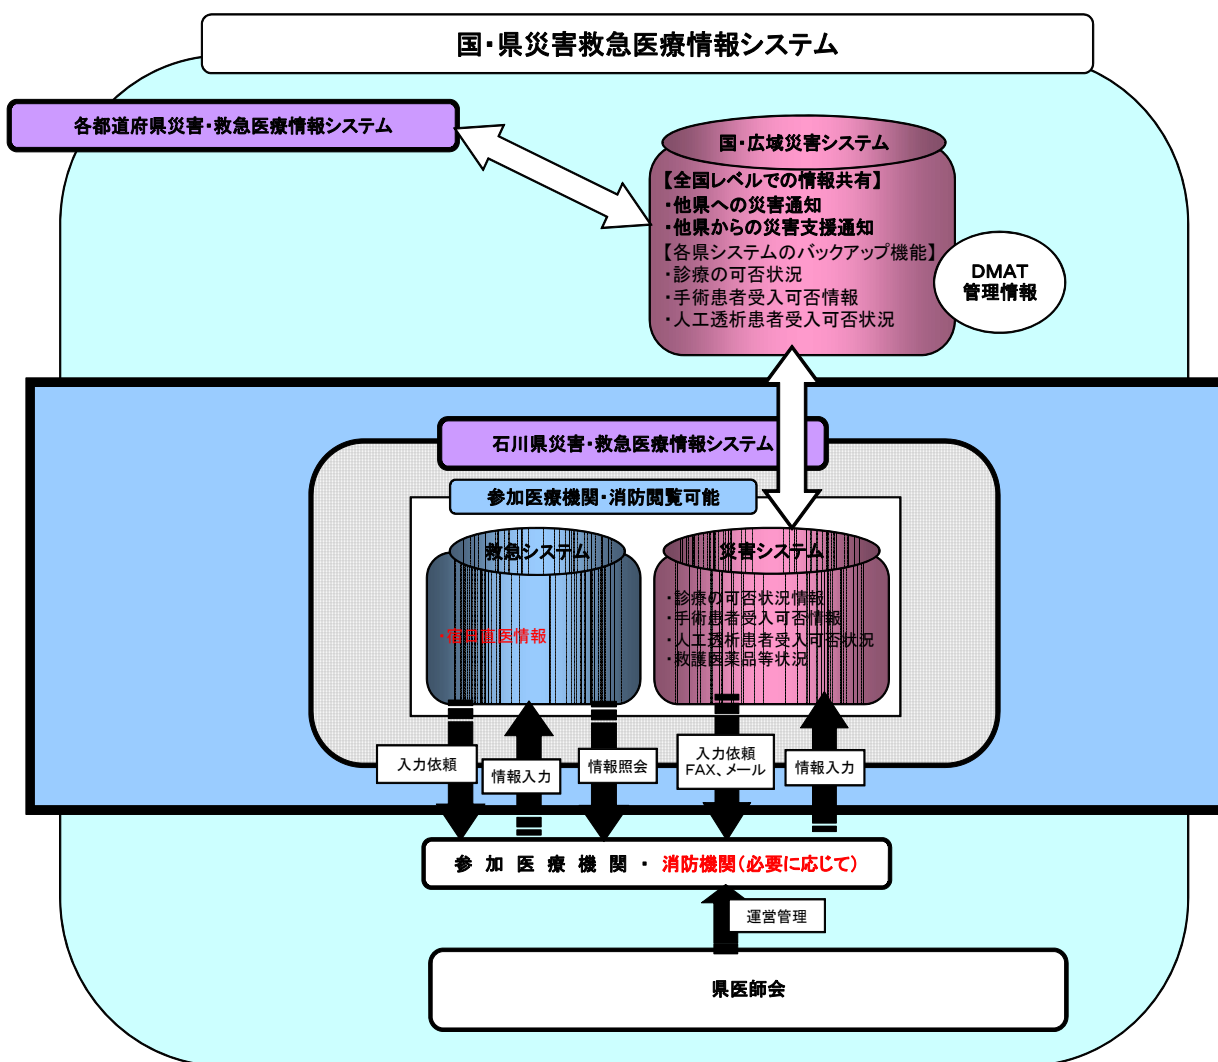 国・県災害救急医療情報システム
各都道府県災害・救急医療情報システム
国・広域災害システム
【全国レベルでの情報共有】
・他県への災害通知
・他県からの災害支援通知
【各県システムのバックアップ機能】
・診療の可否状況
・手術患者受入可否情報
・人工透析患者受入可否状況
DMAT
管理情報
石川県災害・救急医療情報システム
参加医療機関・消防閲覧可能
救急システム
・宿日直医情報
災害システム
・診療の可否状況情報
・手術患者受入可否情報
・人工透析患者受入可否状況
・救護医薬品等状況
入力依頼
情報入力
情報照会
入力依頼
FAX、メール
情報入力
参加医療機関・消防機関(必要に応じて)
運営管理
県医師会